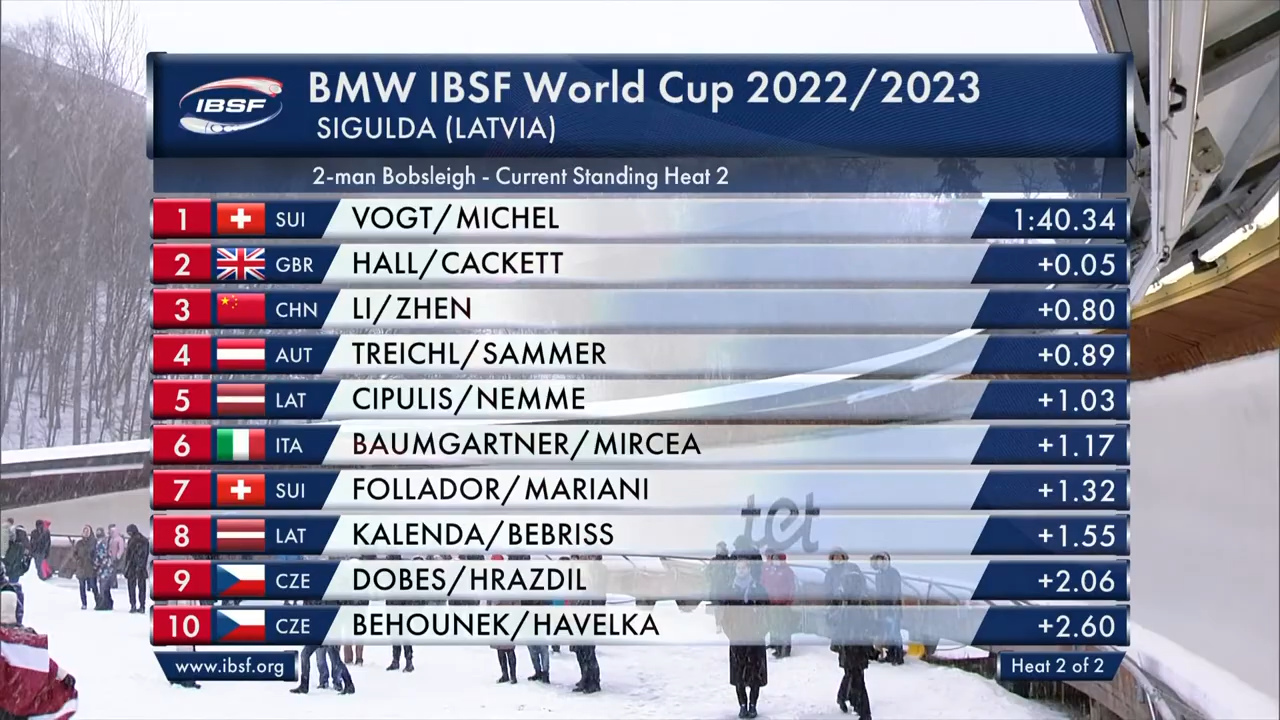 IBSF
BMW IBSF World Cup 2022/2023
SIGULDA (LATVIA)
2-man Bobsleigh - Current Standing Heat 2
1 SUI VOGT/MICHEL 1:40.34
2 GBR HALL/CACKETT +0.05
3 CHN LI/ZHEN +0.80
4 AUT TREICHL/SAMMER +0.89
5 LAT CIPULIS/NEMME +1.03
6 ITA BAUMGARTNER/MIRCEA +1.17
7 SUI FOLLADOR/MARIANI +1.32
tet
8 LAT KALENDA/BEBRISS +1.55
9 CZE DOBES/HRAZDIL +2.06
10 CZE BEHOUNEK/HAVELKA +2.60
www.ibsf.org Heat 2 of 2